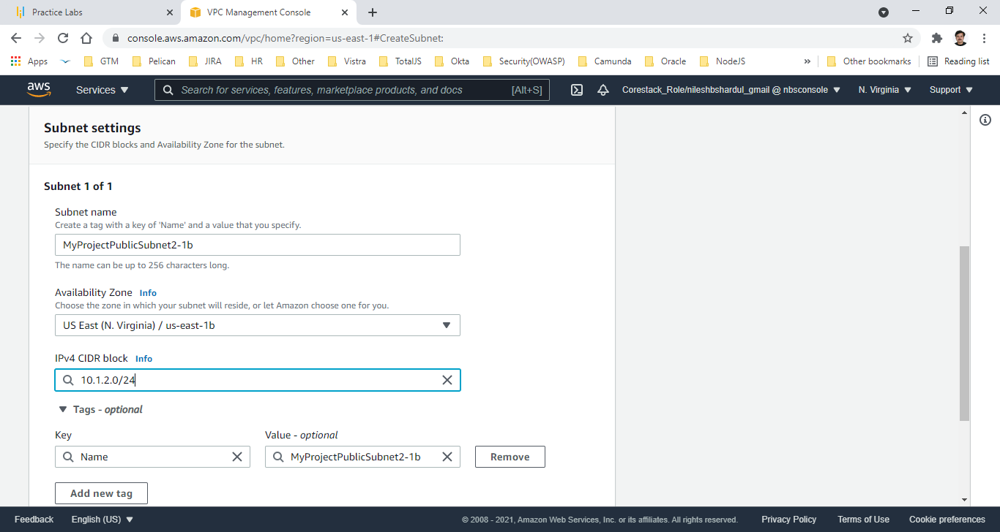 Practice Labs
VPC Management Console
console.aws.amazon.com/vpc/home?region=us-east-1#CreateSubnet:
Apps GTM Pelican JIRA HR Other Vistra TotalJS Okta Security(OWASP) Camunda Oracle NodeJS » Other bookmarks Reading list
aws Services ▼ Search for services, features, marketplace products, and docs [Alt+S] Corestack_Role/nileshbshardul_gmail @ nbsconsole ▼ N. Virginia ▼ Support ▼
Subnet settings
Specify the CIDR blocks and Availability Zone for the subnet.
Subnet 1 of 1
Subnet name
Create a tag with a key of 'Name' and a value that you specify.
MyProjectPublicSubnet2-1b
The name can be up to 256 characters long.
Availability Zone Info
Choose the zone in which your subnet will reside, or let Amazon choose one for you.
US East (N. Virginia) / us-east-1b
IPv4 CIDR block Info
10.1.2.0/24
Tags - optional
Key Value - optional
Name MyProjectPublicSubnet2-1b Remove
Add new tag
Feedback English (US) ▼ © 2008 - 2021, Amazon Web Services, Inc. or its affiliates. All rights reserved. Privacy Policy Terms of Use Cookie preferences